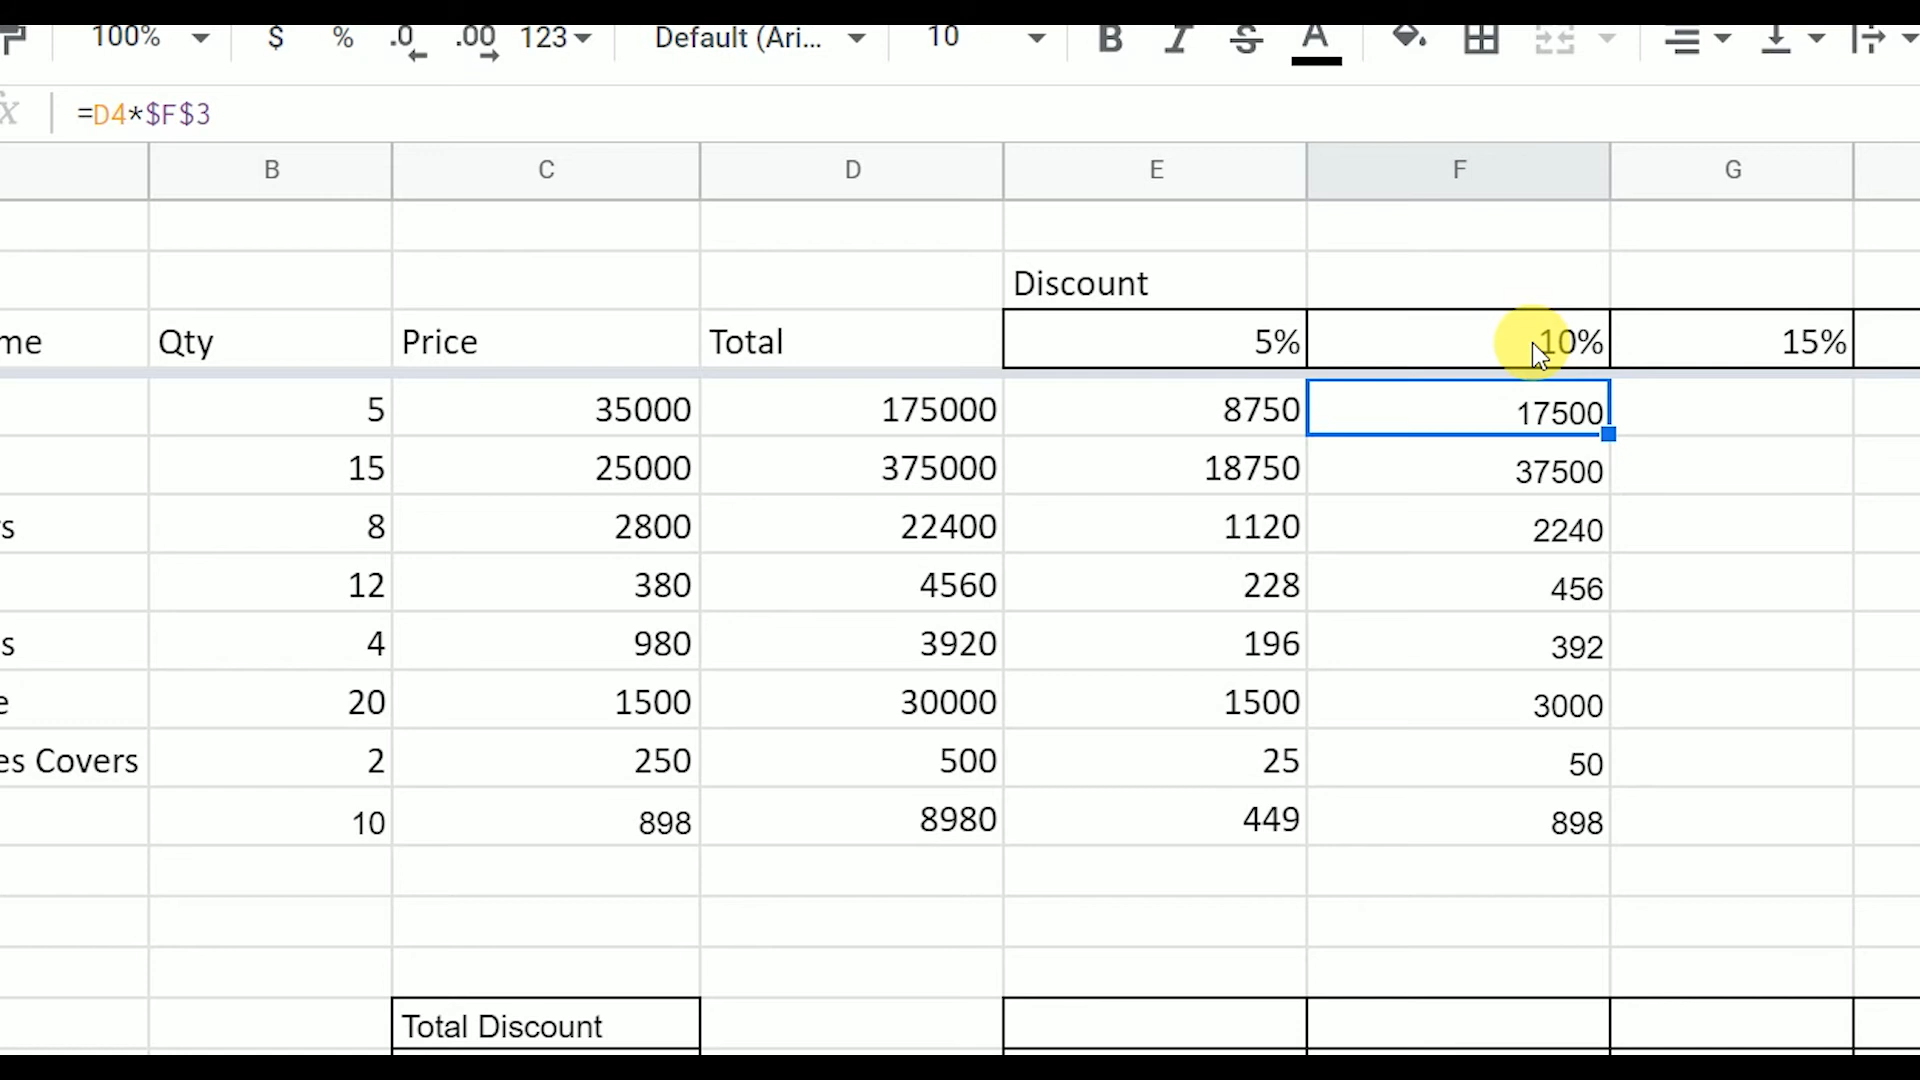 100% $ % .0 .00 123 Default (Ari... 10 B I S A
=D4*$F$3
B C D E F G
Discount
me Qty Price Total 5% 10% 15%
5 35000 175000 8750 17500
15 25000 375000 18750 37500
s 8 2800 22400 1120 2240
12 380 4560 228 456
s 4 980 3920 196 392
e 20 1500 30000 1500 3000
es Covers 2 250 500 25 50
10 898 8980 449 898
Total Discount